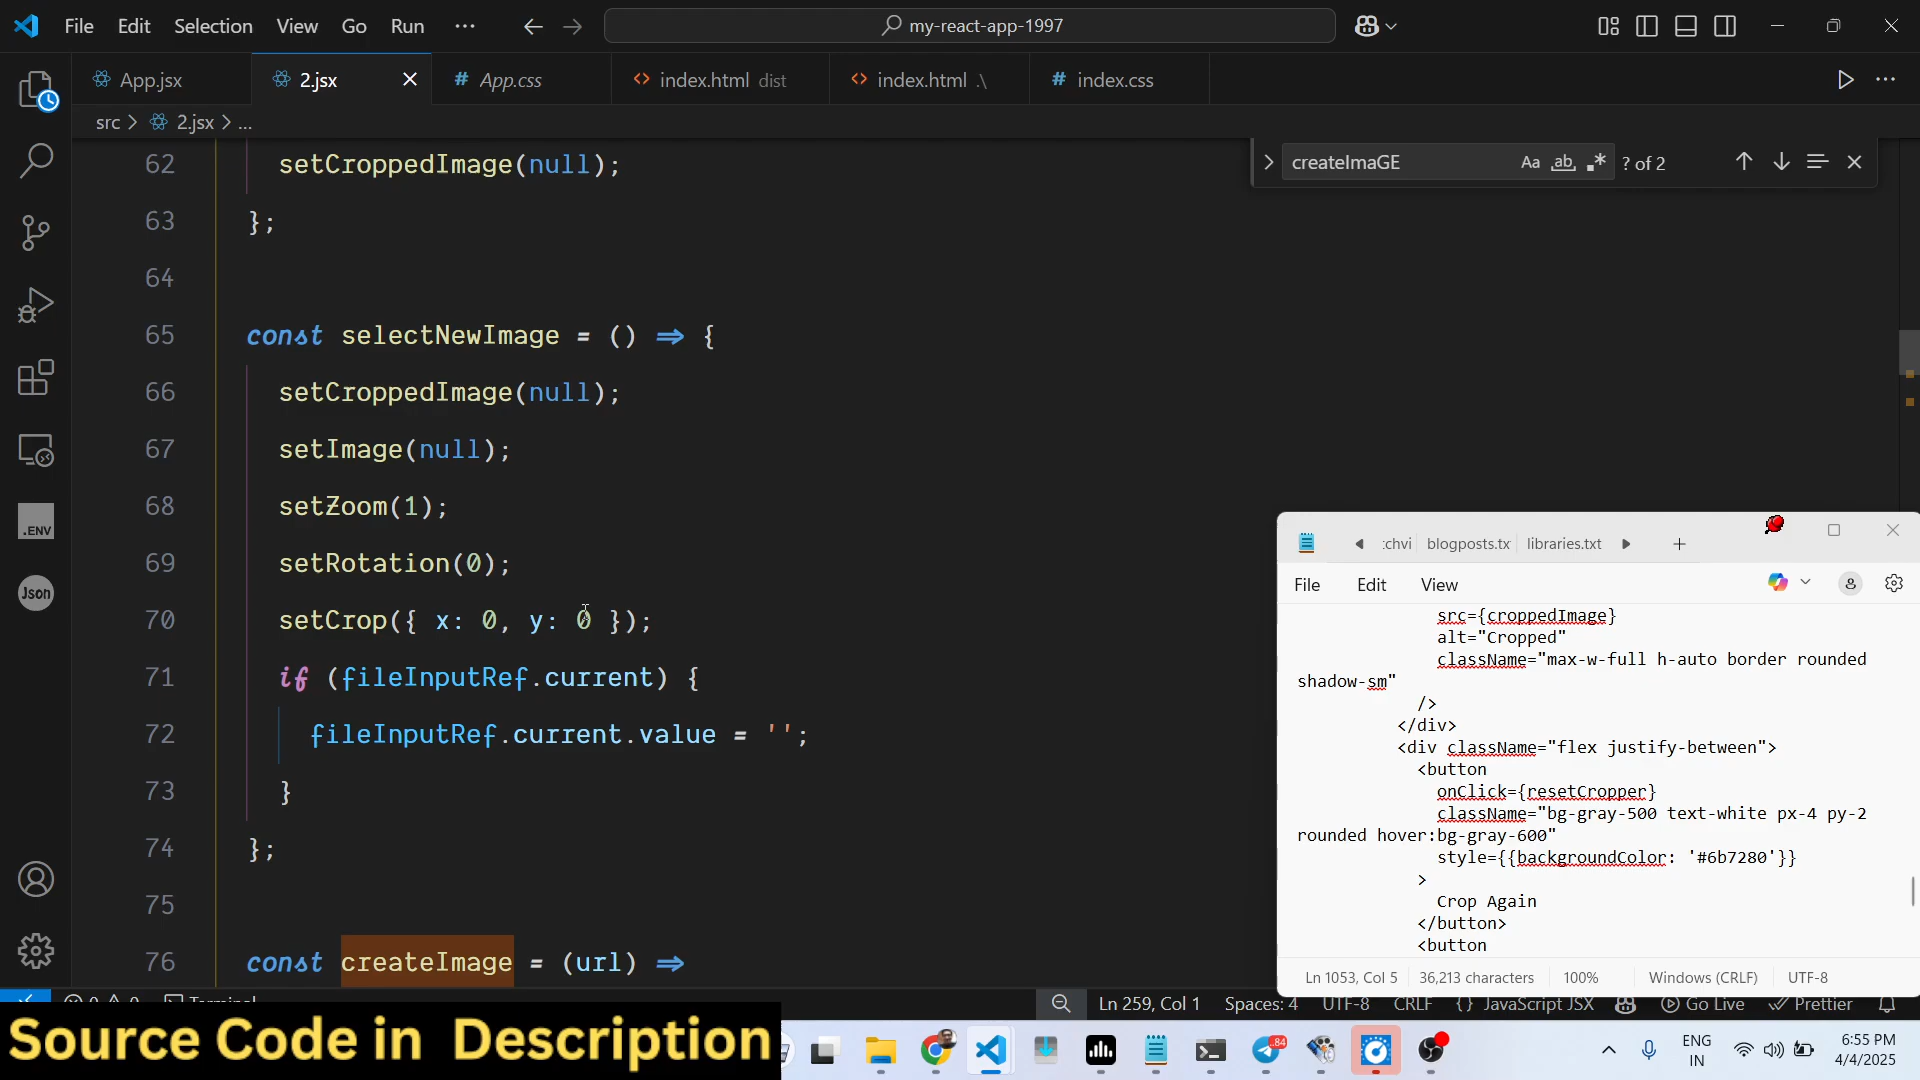 File Edit Selection View Go Run ⋯ my-react-app-1997
App.jsx 2.jsx # App.css <> index.html dist <> index.html .\ # index.css
src > 2.jsx > ...
createImaGE Aa ab .* ? of 2
62 setCroppedImage(null);
63 };
64
65 const selectNewImage = () ⇒ {
66 setCroppedImage(null);
67 setImage(null);
68 setZoom(1);
69 setRotation(0);
70 setCrop({ x: 0, y: 0 });
71 if (fileInputRef.current) {
72 fileInputRef.current.value = '';
73 }
74 };
75
76 const createImage = (url) ⇒
.ENV
Json
:chvi blogposts.tx libraries.txt +
File Edit View
src={croppedImage}
alt="Cropped"
className="max-w-full h-auto border rounded
shadow-sm"
/>
</div>
<div className="flex justify-between">
<button
onClick={resetCropper}
className="bg-gray-500 text-white px-4 py-2
rounded hover:bg-gray-600"
style={{backgroundColor: '#6b7280'}}
>
Crop Again
</button>
<button
Ln 1053, Col 5 36,213 characters 100% Windows (CRLF) UTF-8
Terminal Ln 259, Col 1 Spaces: 4 UTF-8 CRLF {} JavaScript JSX Go Live Prettier
Source Code in Description
84
ENG
IN
6:55 PM
4/4/2025